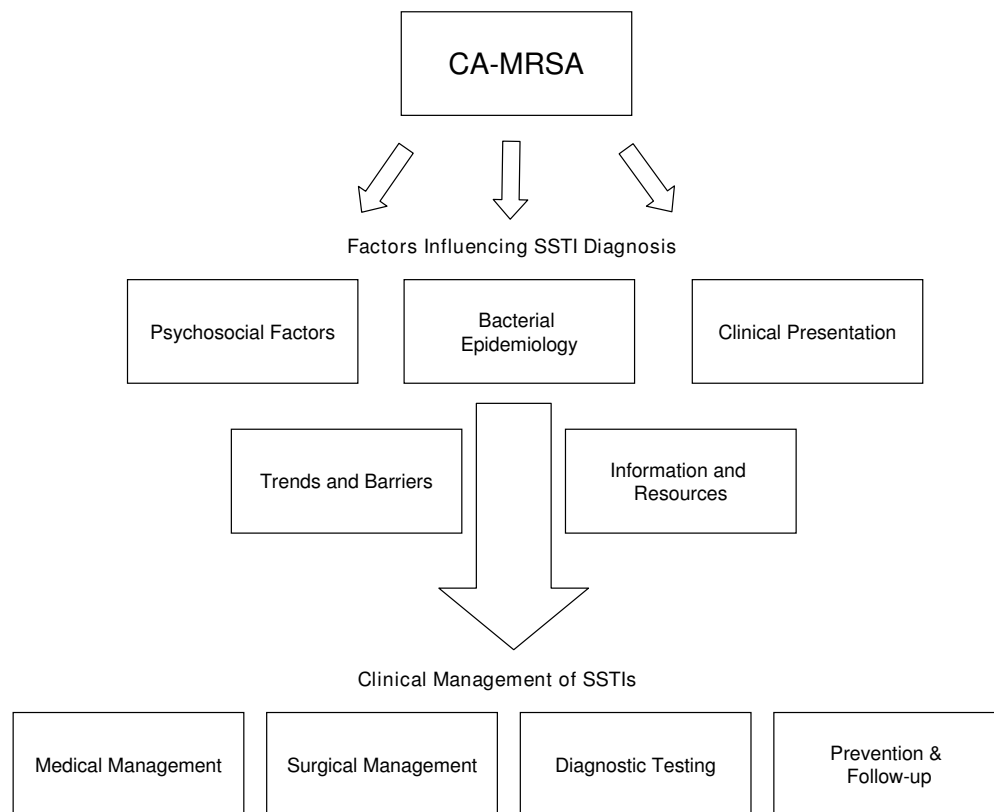 CA-MRSA
Factors Influencing SSTI Diagnosis
Psychosocial Factors
Bacterial
Epidemiology
Clinical Presentation
Trends and Barriers
Information and
Resources
Clinical Management of SSTIs
Medical Management
Surgical Management
Diagnostic Testing
Prevention &
Follow-up